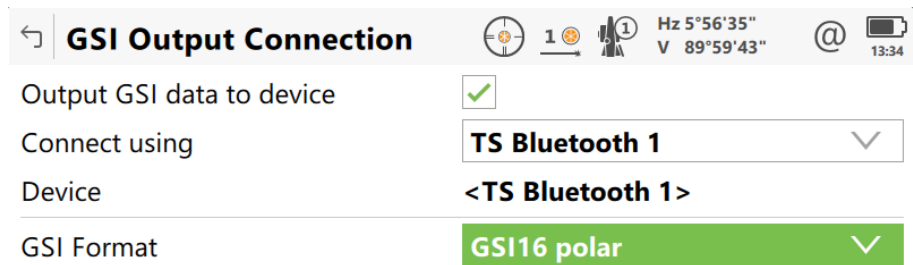 GSI Output Connection 1 1 Hz 5°56'35" @
V 89°59'43" 13:34
Output GSI data to device
Connect using TS Bluetooth 1
Device <TS Bluetooth 1>
GSI Format GSI16 polar